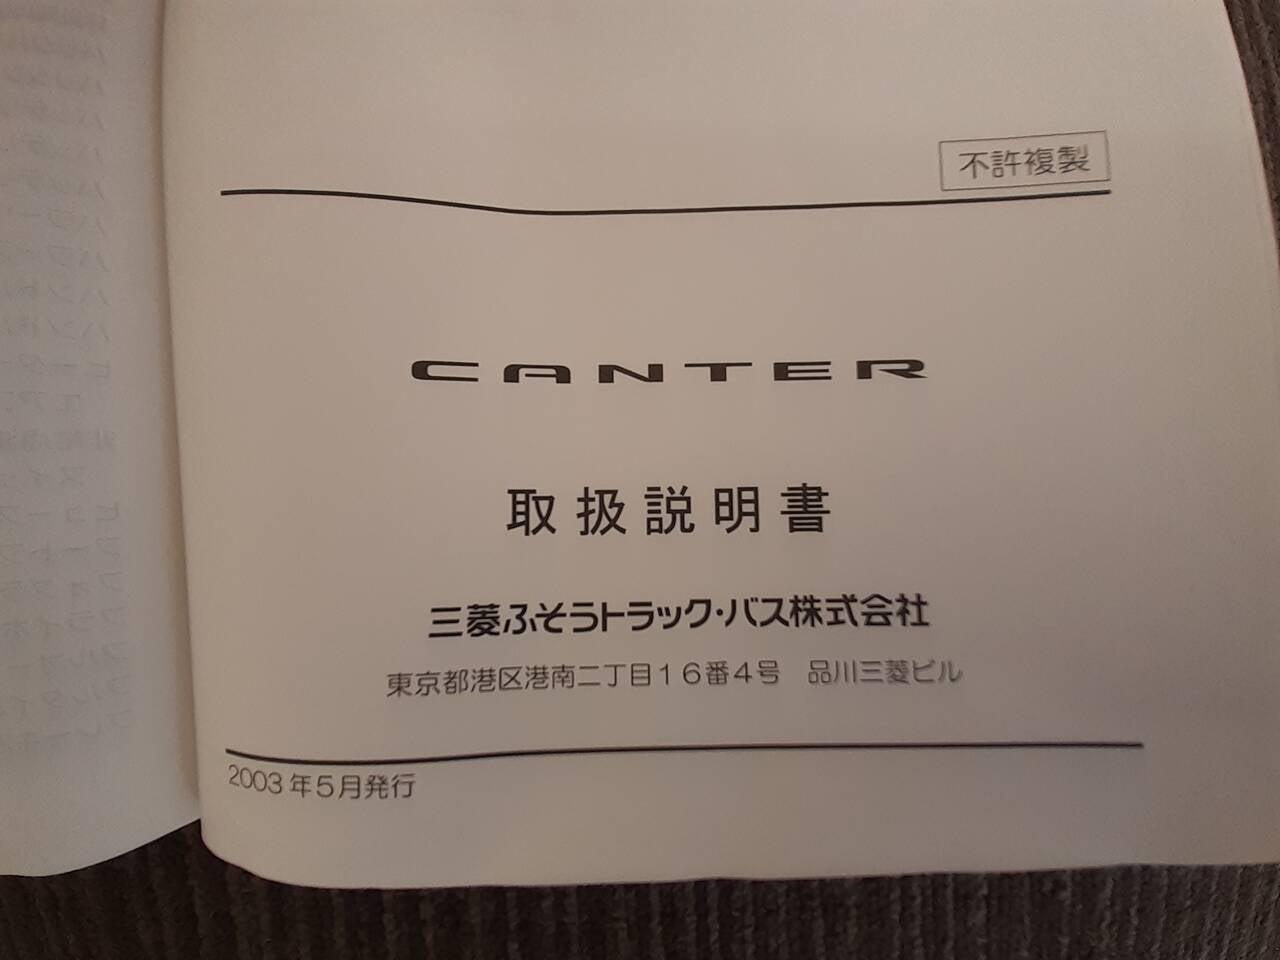 不許複製
CANTER
取扱説明書
三菱ふそうトラック・バス株式会社
東京都港区港南二丁目16番4号　品川三菱ビル
2003年5月発行